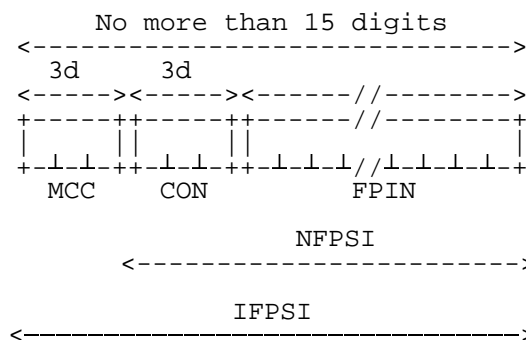 No more than 15 digits
3d 3d
MCC CON FPIN
NFPSI
IFPSI